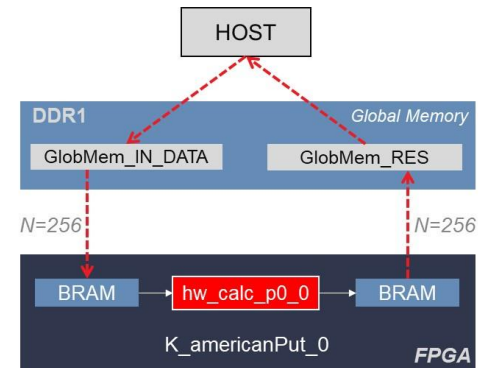 HOST
DDR1
Global Memory
GlobMem_IN_DATA
GlobMem_RES
N=256
N=256
BRAM
hw_calc_p0_0
BRAM
K_americanPut_0
FPGA